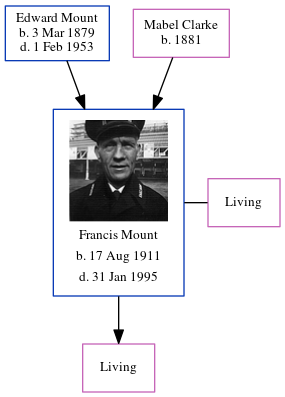 Edward Mount
b. 3 Mar 1879
d. 1 Feb 1953
Mabel Clarke
b. 1881
Francis Mount
b. 17 Aug 1911
d. 31 Jan 1995
Living
Living